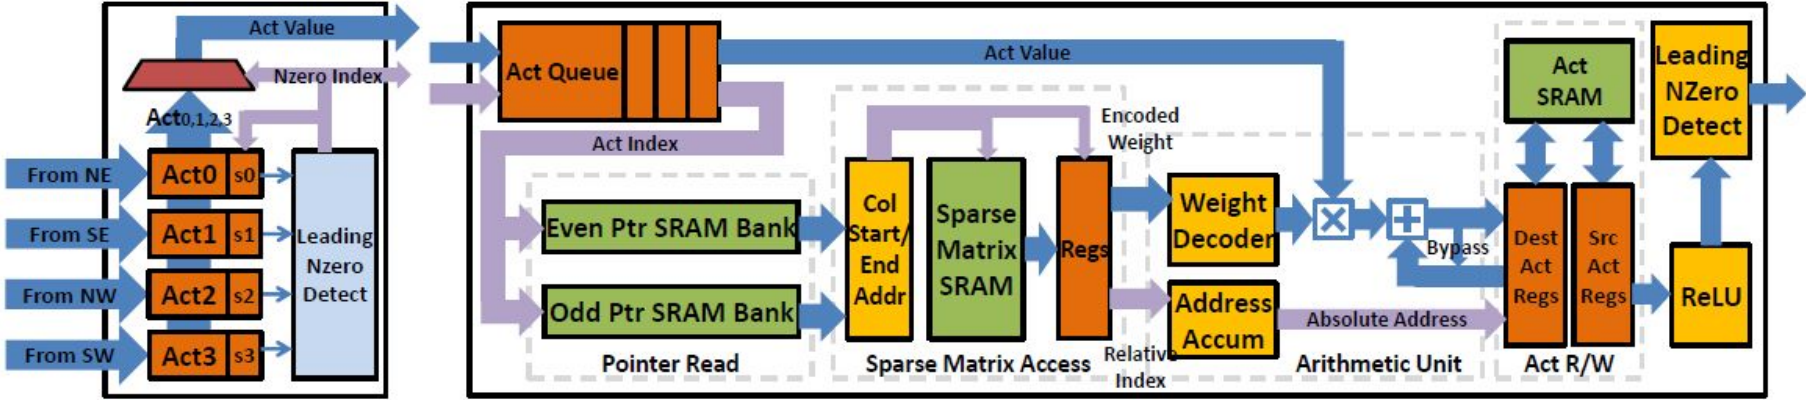 Act Value
Nzero Index
Act0,1,2,3
From NE
Act0
s0
From SE
Act1
s1
From NW
Act2
s2
From SW
Act3
s3
Leading
Nzero
Detect
Act Queue
Act Value
Act Index
Even Ptr SRAM Bank
Odd Ptr SRAM Bank
Pointer Read
Col
Start/
End
Addr
Sparse
Matrix
SRAM
Regs
Sparse Matrix Access
Encoded
Weight
Relative
Index
Weight
Decoder
Address
Accum
Bypass
Absolute Address
Arithmetic Unit
Act
SRAM
Dest
Act
Regs
Src
Act
Regs
Act R/W
Leading
NZero
Detect
ReLU